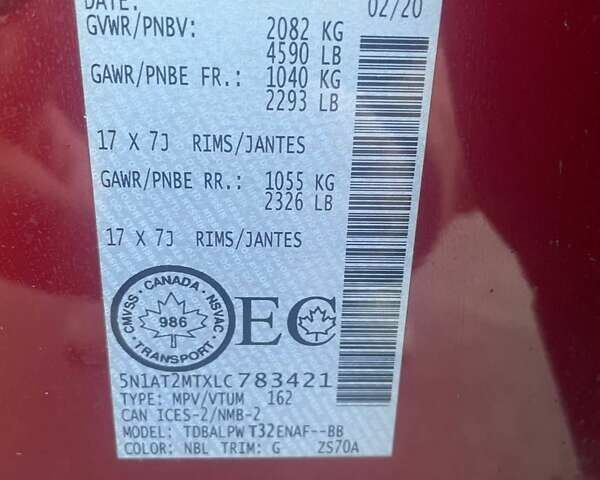 DATE: 02/20
GVWR/PNBV: 2082 KG
4590 LB
GAWR/PNBE FR.: 1040 KG
2293 LB
17 X 7J RIMS/JANTES
GAWR/PNBE RR.: 1055 KG
2326 LB
17 X 7J RIMS/JANTES
CANADA
CMVSS 986 NSVAC
TRANSPORT
EC
5N1AT2MTXLC783421
TYPE: MPV/VTUM 162
CAN ICES-2/NMB-2
MODEL: TDBALPW T32ENAF--BB
COLOR: NBL TRIM: G ZS70A